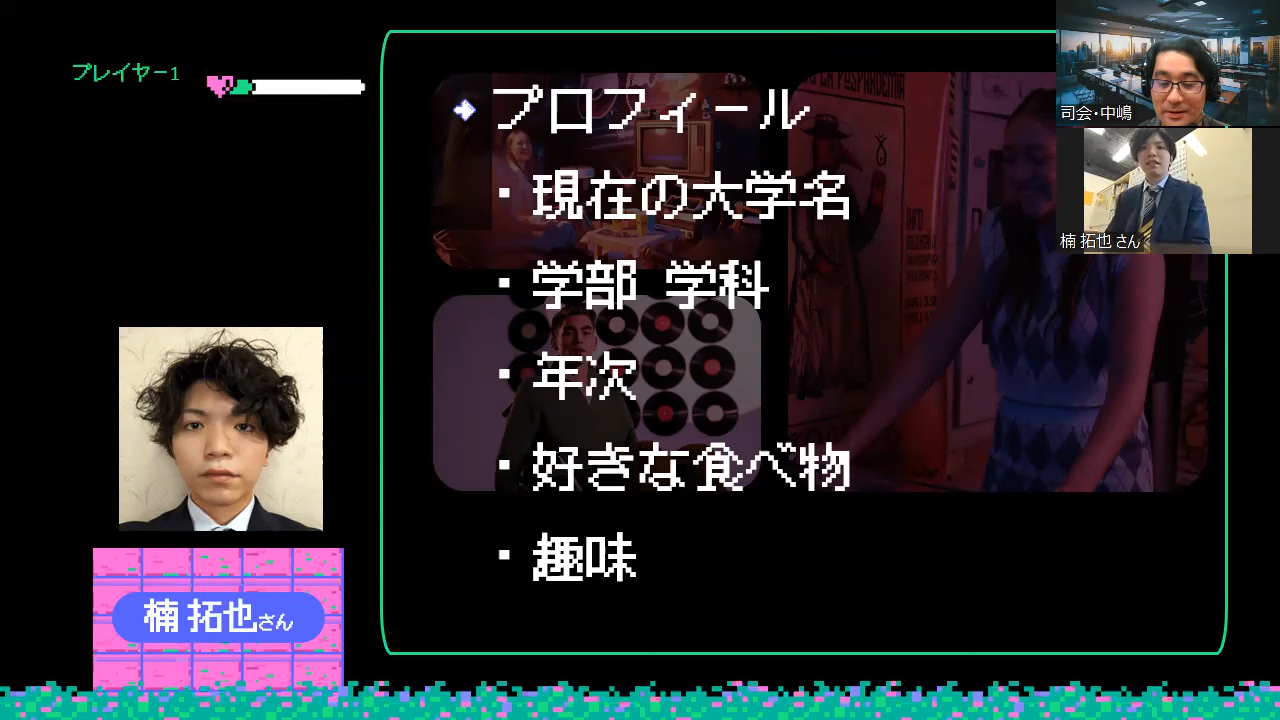 プレイヤー1
プロフィール
・現在の大学名
・学部 学科
・年次
・好きな食べ物
・趣味
楠 拓也さん
司会・中嶋
楠 拓也 さん